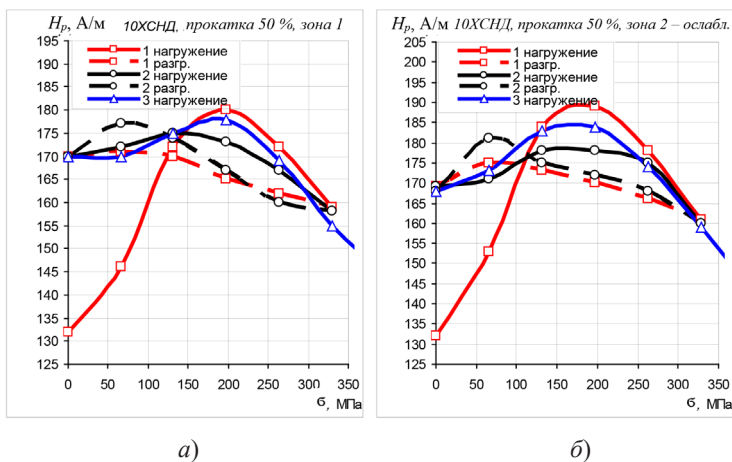 Hp, А/м 10ХСНД, прокатка 50 %, зона 1
1 нагружение
1 разгр.
2 нагружение
2 разгр.
3 нагружение
195
190
185
180
175
170
165
160
155
150
145
140
135
130
125
0 50 100 150 200 250 300 350
σ, МПа
а)
Hp, А/м 10ХСНД, прокатка 50 %, зона 2 – ослабл.
1 нагружение
1 разгр.
2 нагружение
2 разгр.
3 нагружение
205
200
195
190
185
180
175
170
165
160
155
150
145
140
135
130
125
0 50 100 150 200 250 300 350
σ, МПа
б)